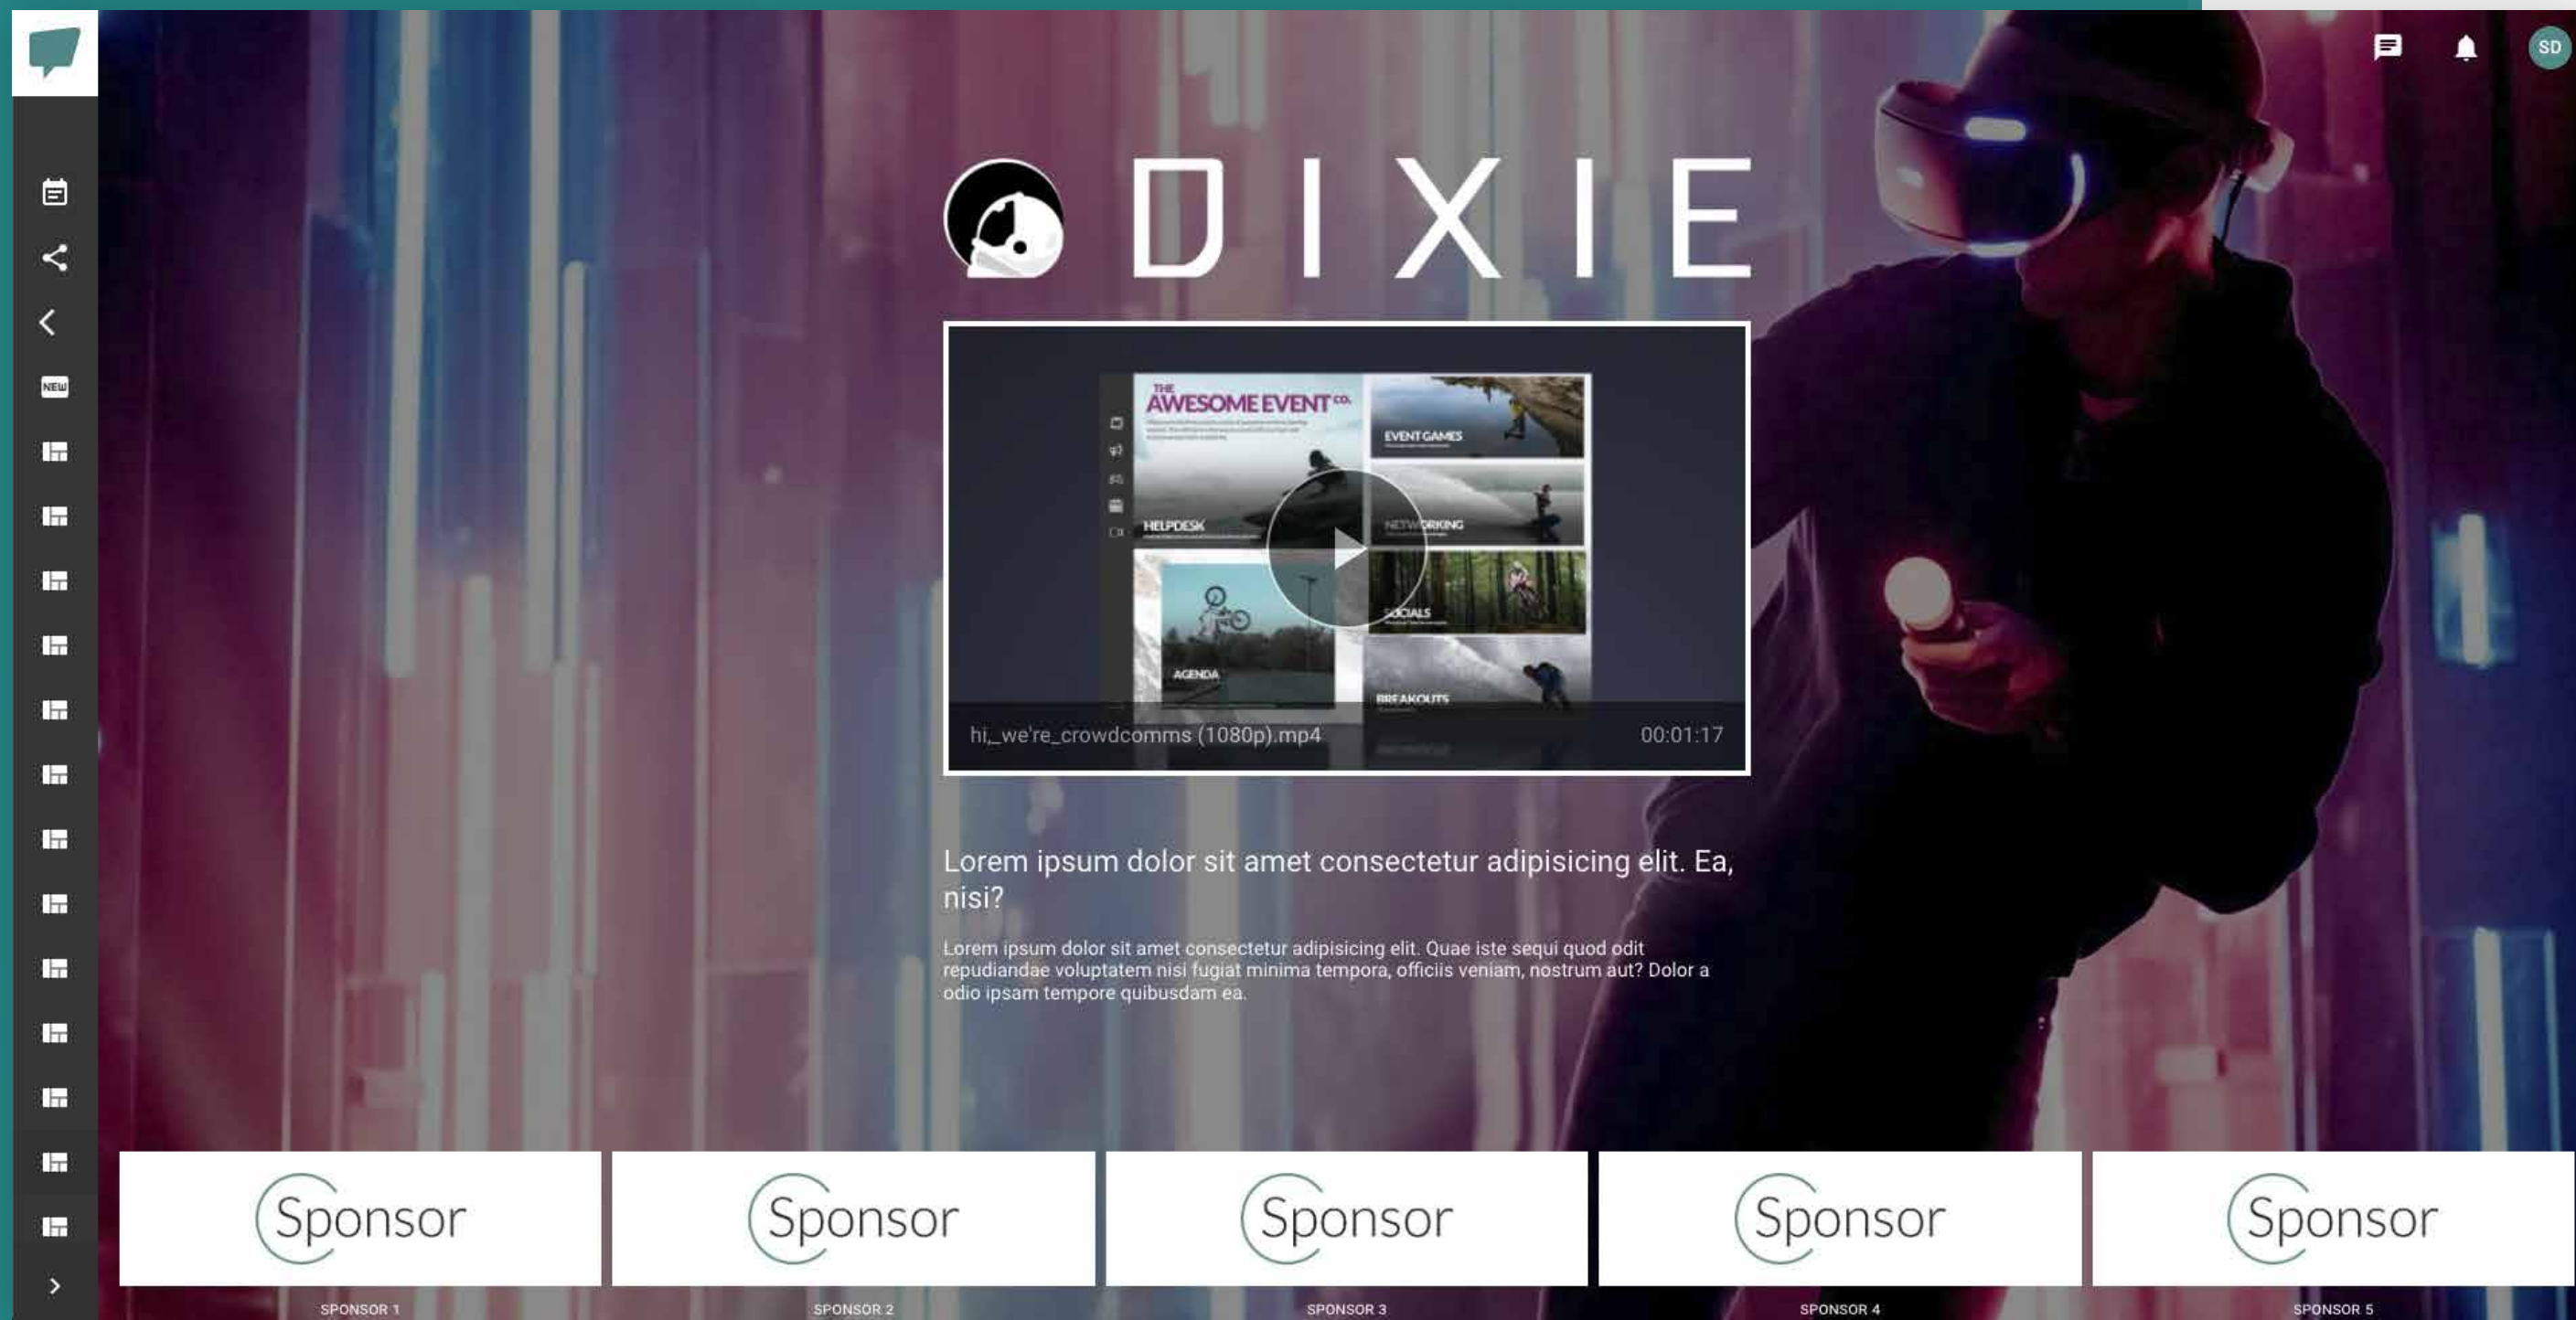 SD
DIXIE
NEW
THE
AWESOME EVENT CO.
EVENT GAMES
HELPDESK
NETWORKING
SOCIALS
AGENDA
BREAKOUTS
hi,_we're_crowdcomms (1080p).mp4
00:01:17
Lorem ipsum dolor sit amet consectetur adipisicing elit. Ea,
nisi?
Lorem ipsum dolor sit amet consectetur adipisicing elit. Quae iste sequi quod odit
repudiandae voluptatem nisi fugiat minima tempora, officiis veniam, nostrum aut? Dolor a
odio ipsam tempore quibusdam ea.
Sponsor
Sponsor
Sponsor
Sponsor
Sponsor
SPONSOR 1
SPONSOR 2
SPONSOR 3
SPONSOR 4
SPONSOR 5